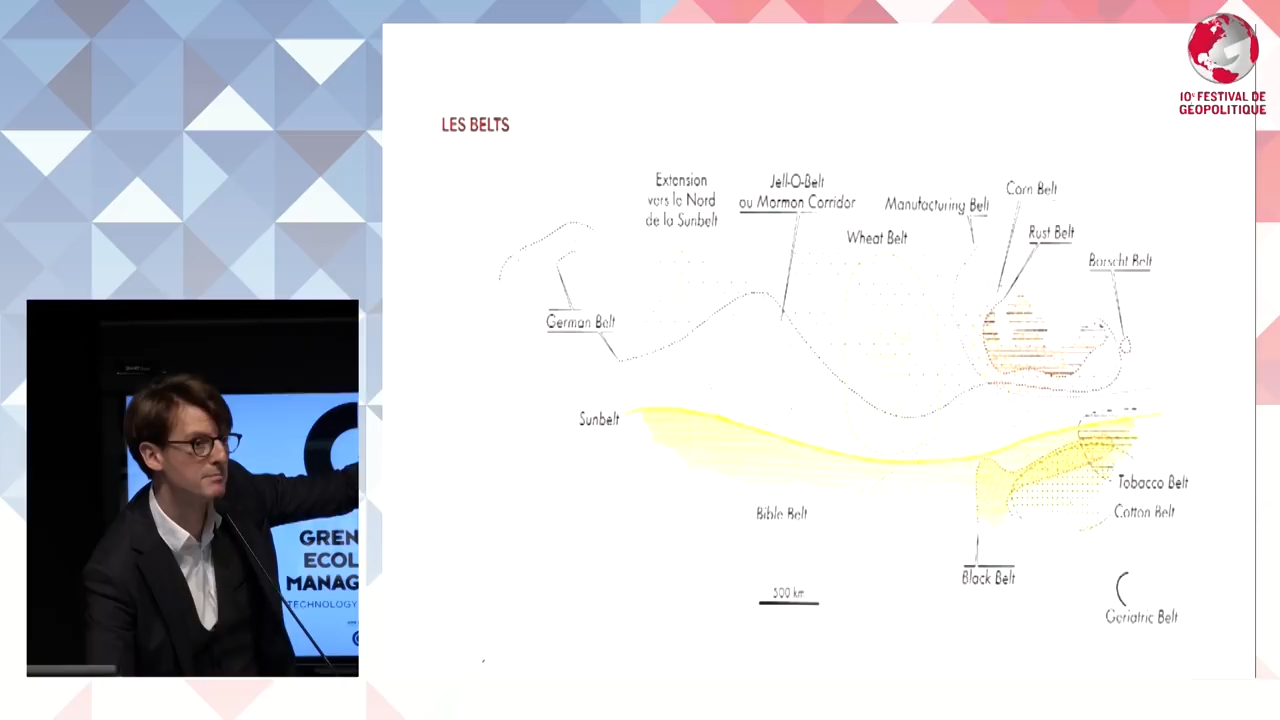 10e FESTIVAL DE
GÉOPOLITIQUE
LES BELTS
Extension
vers le Nord
de la Sunbelt
Jell-O-Belt
ou Mormon Corridor
Manufacturing Belt
Corn Belt
Wheat Belt
Rust Belt
Borscht Belt
German Belt
Sunbelt
Tobacco Belt
Cotton Belt
Bible Belt
Black Belt
500 km
Geriatric Belt
GREN
ECOL
MANAG
TECHNOLOGY